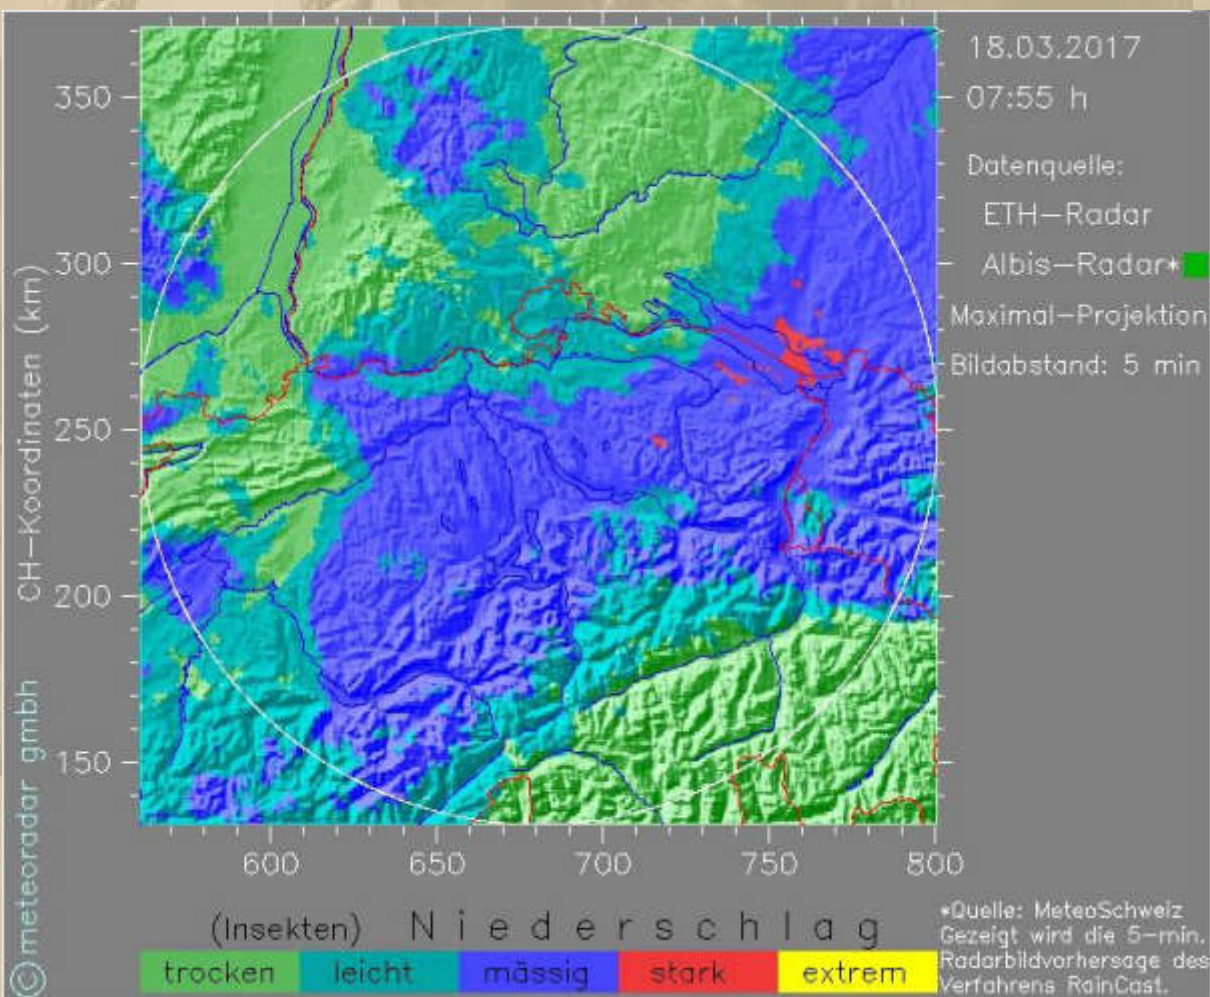 18.03.2017
07:55 h
Datenquelle:
ETH-Radar
Albis-Radar*
Maximal-Projektion
Bildabstand: 5 min
CH-Koordinaten (km)
350
300
250
200
150
600 650 700 750 800
©meteoradar gmbh
(Insekten) Niederschlag
trocken leicht mässig stark extrem
*Quelle: MeteoSchweiz
Gezeigt wird die 5-min.
Radarbildvorhersage des
Verfahrens RainCast.